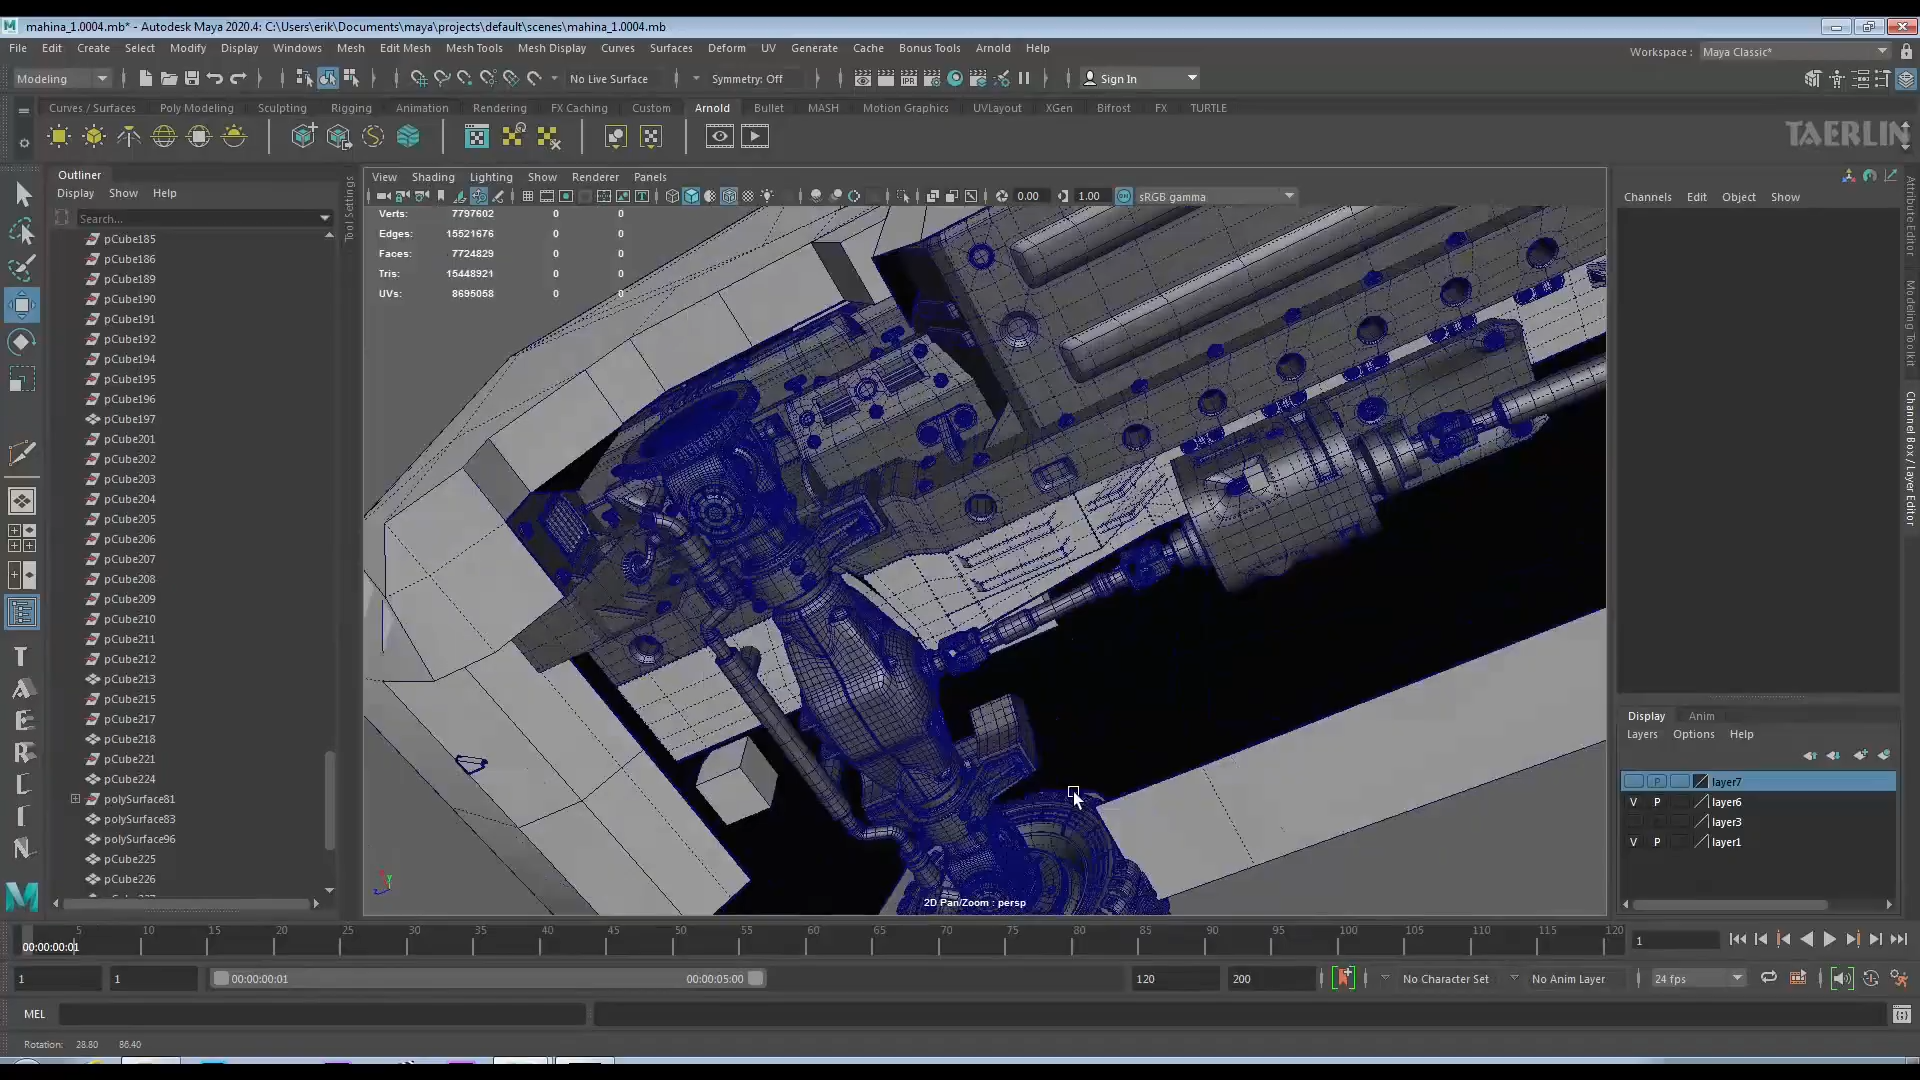 mahina_1.0004.mb* - Autodesk Maya 2020.4: C:\Users\erik\Documents\maya\projects\default\scenes\mahina_1.0004.mb
File Edit Create Select Modify Display Windows Mesh Edit Mesh Mesh Tools Mesh Display Curves Surfaces Deform UV Generate Cache Bonus Tools Arnold Help
Workspace : Maya Classic*
Modeling No Live Surface Symmetry: Off Sign In
Curves / Surfaces Poly Modeling Sculpting Rigging Animation Rendering FX Caching Custom Arnold Bullet MASH Motion Graphics UVLayout XGen Bifrost FX TURTLE
IPR
TAERLIN
Outliner
Display Show Help
Search...
pCube185
pCube186
pCube189
pCube190
pCube191
pCube192
pCube194
pCube195
pCube196
pCube197
pCube201
pCube202
pCube203
pCube204
pCube205
pCube206
pCube207
pCube208
pCube209
pCube210
pCube211
pCube212
pCube213
pCube215
pCube217
pCube218
pCube221
pCube224
polySurface81
polySurface83
polySurface96
pCube225
pCube226
Tool Settings
View Shading Lighting Show Renderer Panels
0.00 1.00 sRGB gamma
Verts: 7797602 0 0
Edges: 15521676 0 0
Faces: 7724829 0 0
Tris: 15448921 0 0
UVs: 8695058 0 0
2D Pan/Zoom : persp
Channels Edit Object Show
Attribute Editor
Modeling Toolkit
Channel Box / Layer Editor
Display Anim
Layers Options Help
P layer7
V P layer6
layer3
V P layer1
5 10 15 20 25 30 35 40 45 50 55 60 65 70 75 80 85 90 95 100 105 110 115 120
00:00:00:01
1
1 1 00:00:00:01 00:00:05:00 120 200 No Character Set No Anim Layer 24 fps
MEL
Rotation: 28.80 86.40